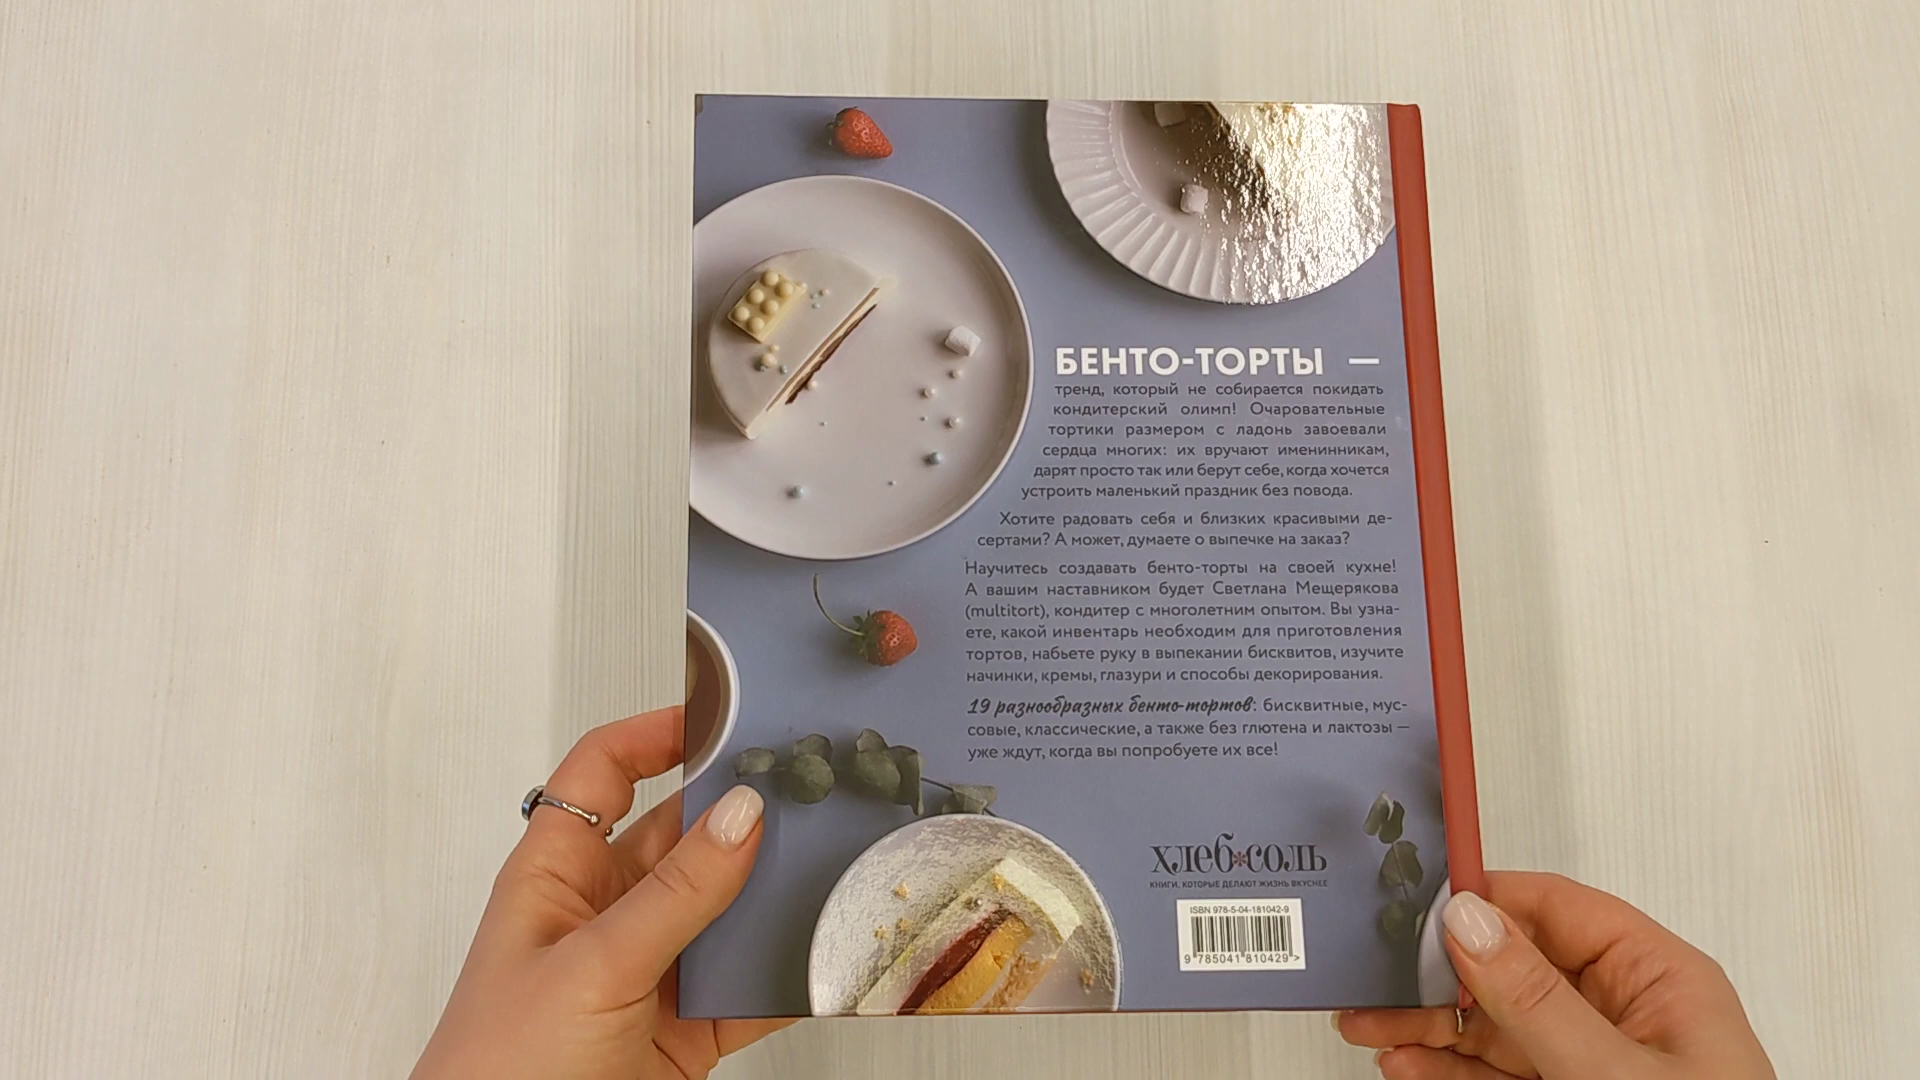 БЕНТО-ТОРТЫ —
тренд, который не собирается покидать
кондитерский олимп! Очаровательные
тортики размером с ладонь завоевали
сердца многих: их вручают именинникам,
дарят просто так или берут себе, когда хочется
устроить маленький праздник без повода.
Хотите радовать себя и близких красивыми де-
сертами? А может, думаете о выпечке на заказ?
Научитесь создавать бенто-торты на своей кухне!
А вашим наставником будет Светлана Мещерякова
(multitort), кондитер с многолетним опытом. Вы узна-
ете, какой инвентарь необходим для приготовления
тортов, набьете руку в выпекании бисквитов, изучите
начинки, кремы, глазури и способы декорирования.
19 разнообразных бенто-тортов: бисквитные, мус-
совые, классические, а также без глютена и лактозы —
уже ждут, когда вы попробуете их все!
хлеб*соль
КНИГИ, КОТОРЫЕ ДЕЛАЮТ ЖИЗНЬ ВКУСНЕЕ
ISBN 978-5-04-181042-9
9 785041 810429 >